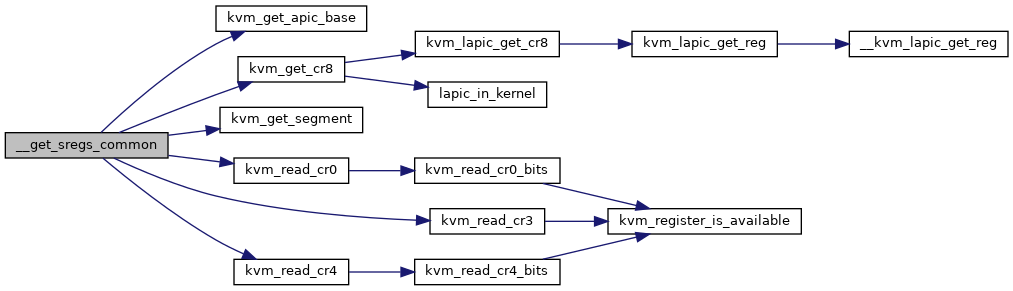 kvm_get_apic_base
kvm_lapic_get_cr8
kvm_lapic_get_reg
__kvm_lapic_get_reg
kvm_get_cr8
lapic_in_kernel
kvm_get_segment
__get_sregs_common
kvm_read_cr0
kvm_read_cr0_bits
kvm_read_cr3
kvm_register_is_available
kvm_read_cr4
kvm_read_cr4_bits